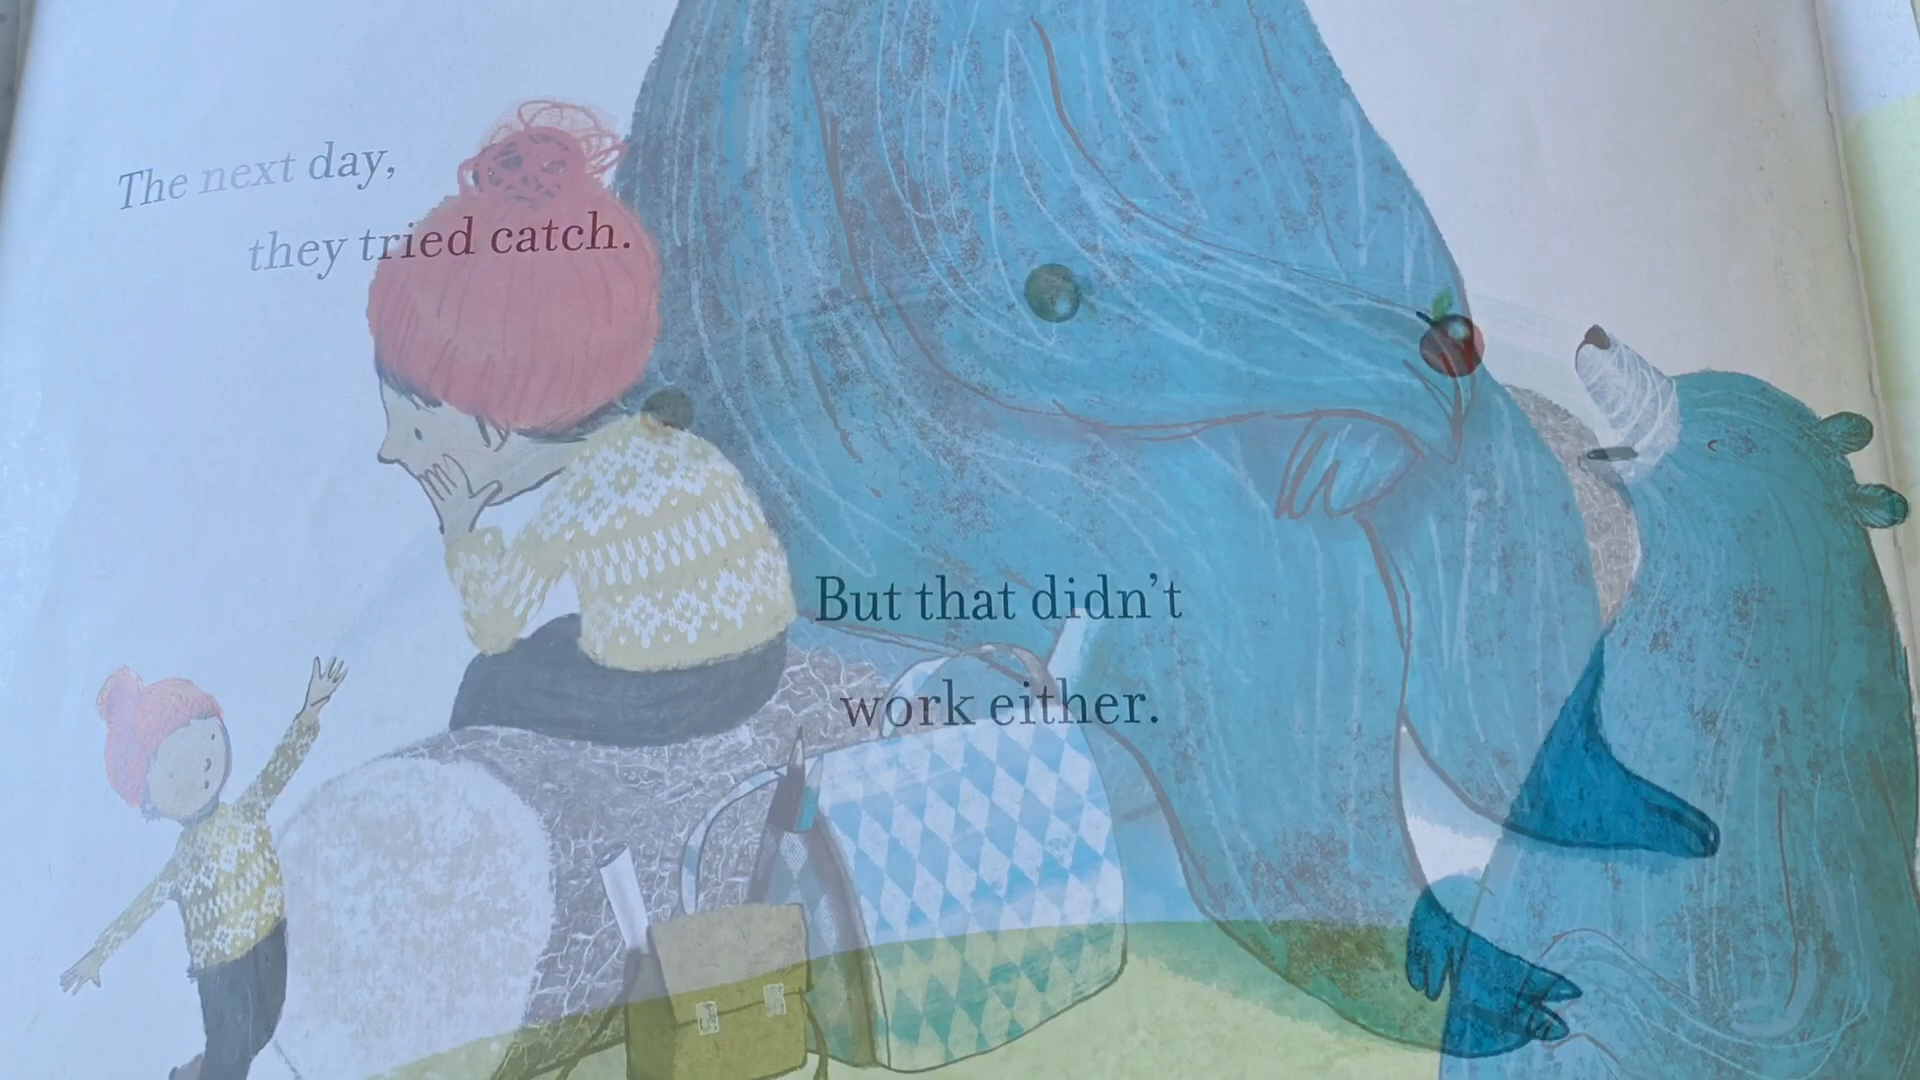 The next day,
they tried catch.
But that didn't
work either.